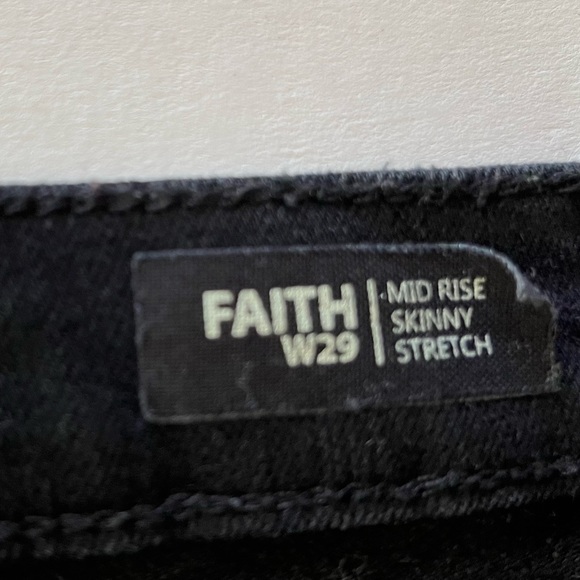 FAITH
W29
MID RISE
SKINNY
STRETCH